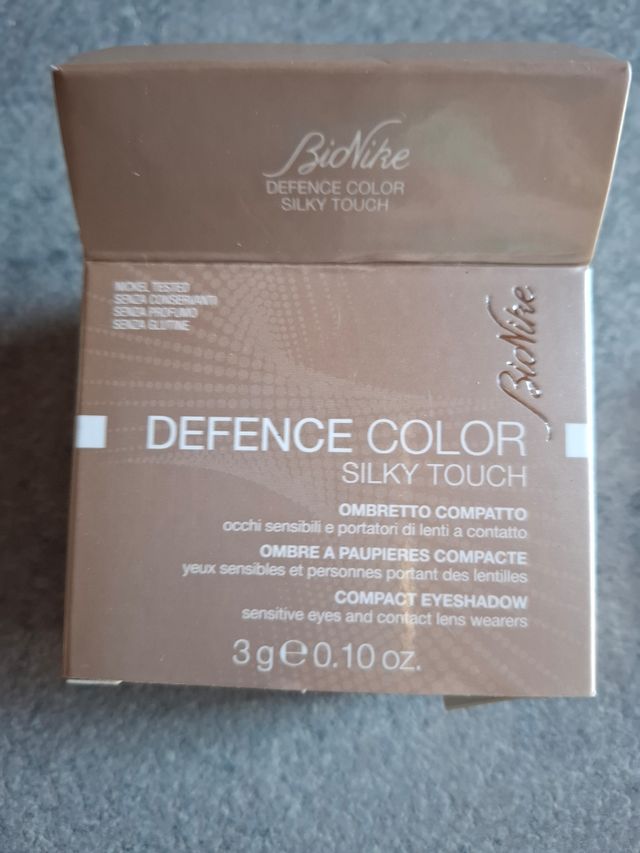 BioNike
DEFENCE COLOR
SILKY TOUCH
NICKEL TESTED
SENZA CONSERVANTI
SENZA PROFUMO
SENZA GLUTINE
BioNike
DEFENCE COLOR
SILKY TOUCH
OMBRETTO COMPATTO
occhi sensibili e portatori di lenti a contatto
OMBRE A PAUPIERES COMPACTE
yeux sensibles et personnes portant des lentilles
COMPACT EYESHADOW
sensitive eyes and contact lens wearers
3 g e 0.10 oz.